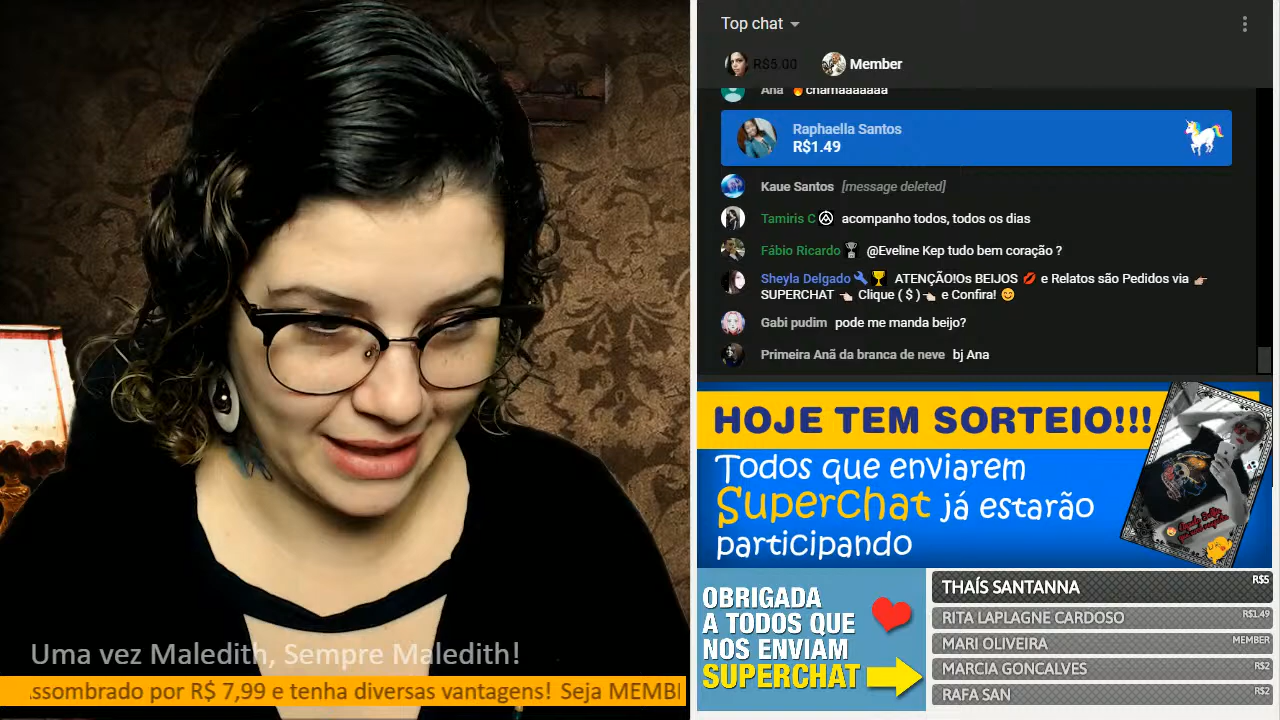 Top chat
R$5.00
Member
Ana 🔥chamaaaaaaa
Raphaella Santos
R$1.49
Kaue Santos [message deleted]
Tamiris C acompanho todos, todos os dias
Fábio Ricardo @Eveline Kep tudo bem coração ?
Sheyla Delgado ATENÇÃO!Os BEIJOS 💋 e Relatos são Pedidos via 👉
SUPERCHAT 👈 Clique ( $ )👈 e Confira! 😊
Gabi pudim pode me manda beijo?
Primeira Anã da branca de neve bj Ana
HOJE TEM SORTEIO!!!
Todos que enviarem
Superchat já estarão
participando
OBRIGADA
A TODOS QUE
NOS ENVIAM
SUPERCHAT
THAÍS SANTANNA R$5
RITA LAPLAGNE CARDOSO R$1.49
MARI OLIVEIRA MEMBER
MARCIA GONCALVES R$2
RAFA SAN R$2
Uma vez Maledith, Sempre Maledith!
Assombrado por R$ 7,99 e tenha diversas vantagens! Seja MEMB